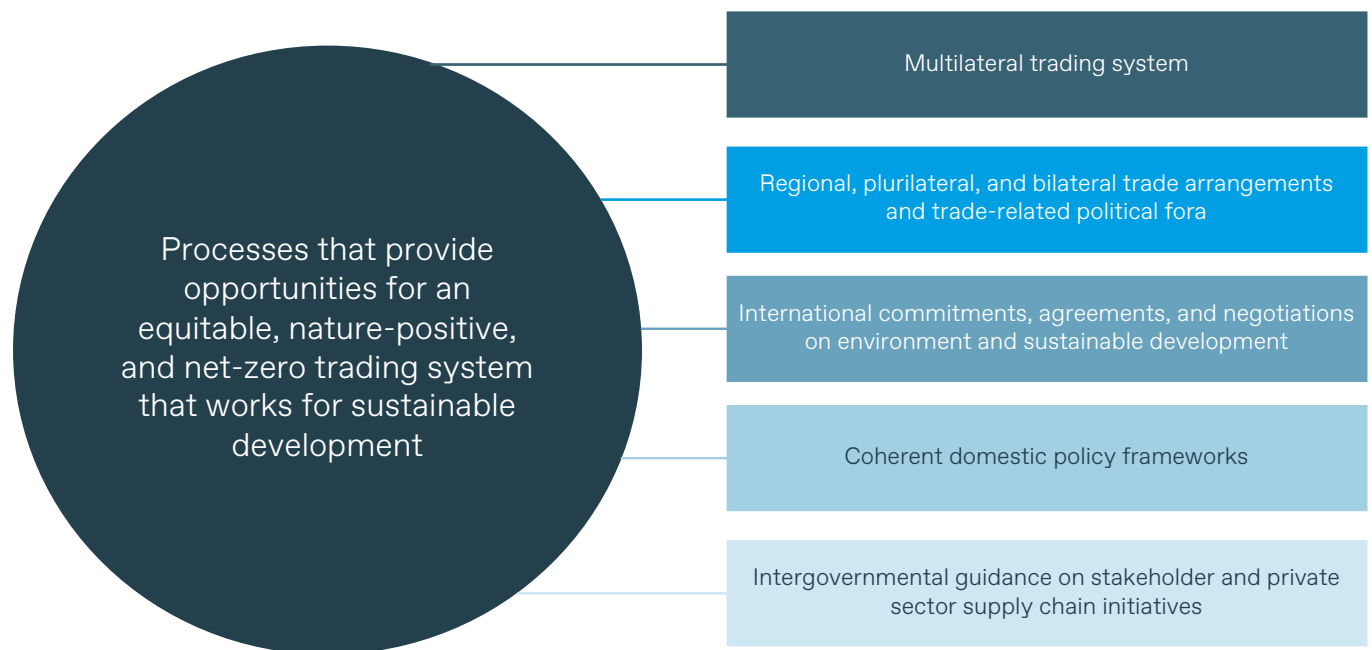 Processes that provide
opportunities for an
equitable, nature-positive,
and net-zero trading system
that works for sustainable
development
Multilateral trading system
Regional, plurilateral, and bilateral trade arrangements
and trade-related political fora
International commitments, agreements, and negotiations
on environment and sustainable development
Coherent domestic policy frameworks
Intergovernmental guidance on stakeholder and private
sector supply chain initiatives